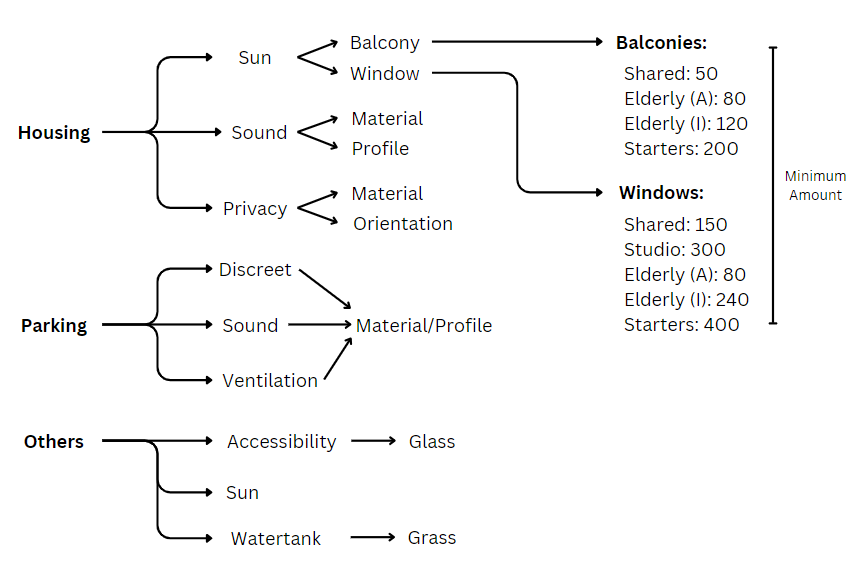 Housing
Sun
Balcony
Window
Sound
Material
Profile
Privacy
Material
Orientation
Balconies:
Shared: 50
Elderly (A): 80
Elderly (I): 120
Starters: 200
Windows:
Shared: 150
Studio: 300
Elderly (A): 80
Elderly (I): 240
Starters: 400
Minimum
Amount
Parking
Discreet
Sound
Ventilation
Material/Profile
Others
Accessibility
Glass
Sun
Watertank
Grass